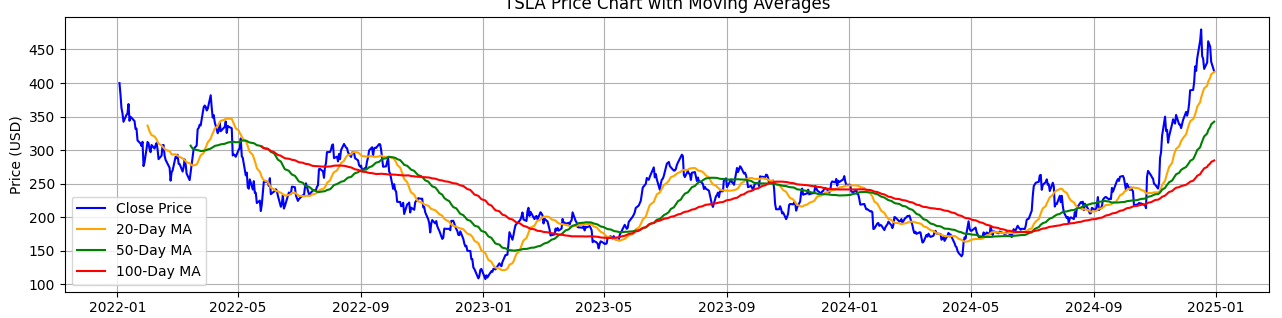 TSLA Price Chart with Moving Averages
Price (USD)
450
400
350
300
250
200
150
100
Close Price
20-Day MA
50-Day MA
100-Day MA
2022-01 2022-05 2022-09 2023-01 2023-05 2023-09 2024-01 2024-05 2024-09 2025-01